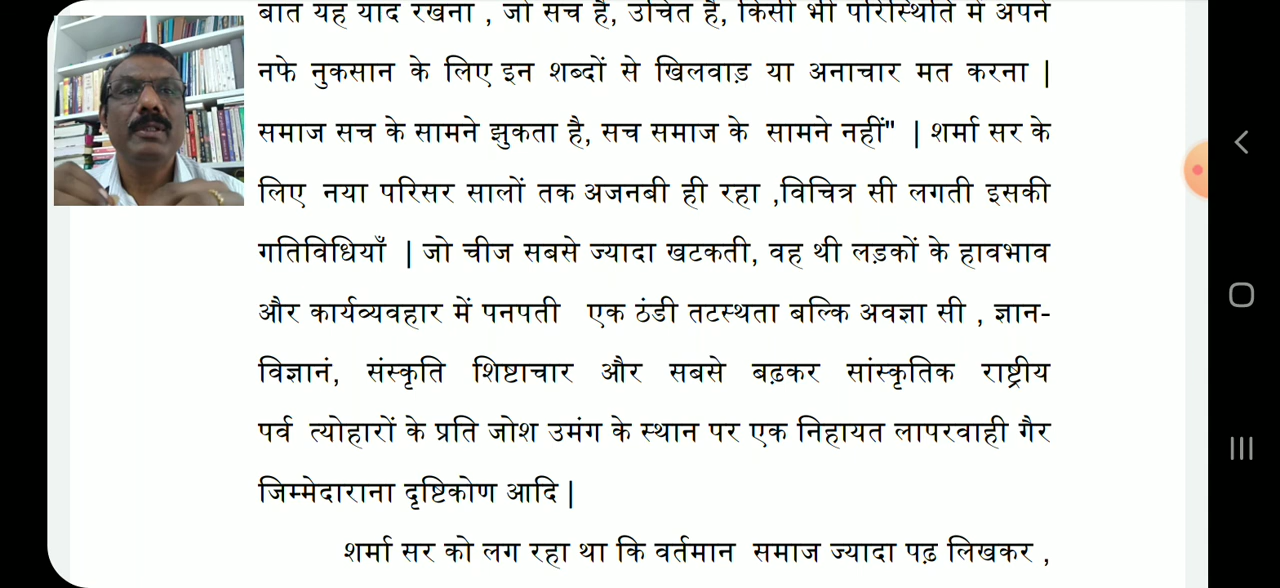 बात यह याद रखना , जो सच है, उचित है, किसी भी परिस्थिति में अपने
नफे नुकसान के लिए इन शब्दों से खिलवाड़ या अनाचार मत करना |
समाज सच के सामने झुकता है, सच समाज के सामने नहीं" | शर्मा सर के
लिए नया परिसर सालों तक अजनबी ही रहा ,विचित्र सी लगती इसकी
गतिविधियाँ | जो चीज सबसे ज्यादा खटकती, वह थी लड़कों के हावभाव
और कार्यव्यवहार में पनपती एक ठंडी तटस्थता बल्कि अवज्ञा सी , ज्ञान-
विज्ञानं, संस्कृति शिष्टाचार और सबसे बढ़कर सांस्कृतिक राष्ट्रीय
पर्व त्योहारों के प्रति जोश उमंग के स्थान पर एक निहायत लापरवाही गैर
जिम्मेदाराना दृष्टिकोण आदि |
शर्मा सर को लग रहा था कि वर्तमान समाज ज्यादा पढ़ लिखकर ,